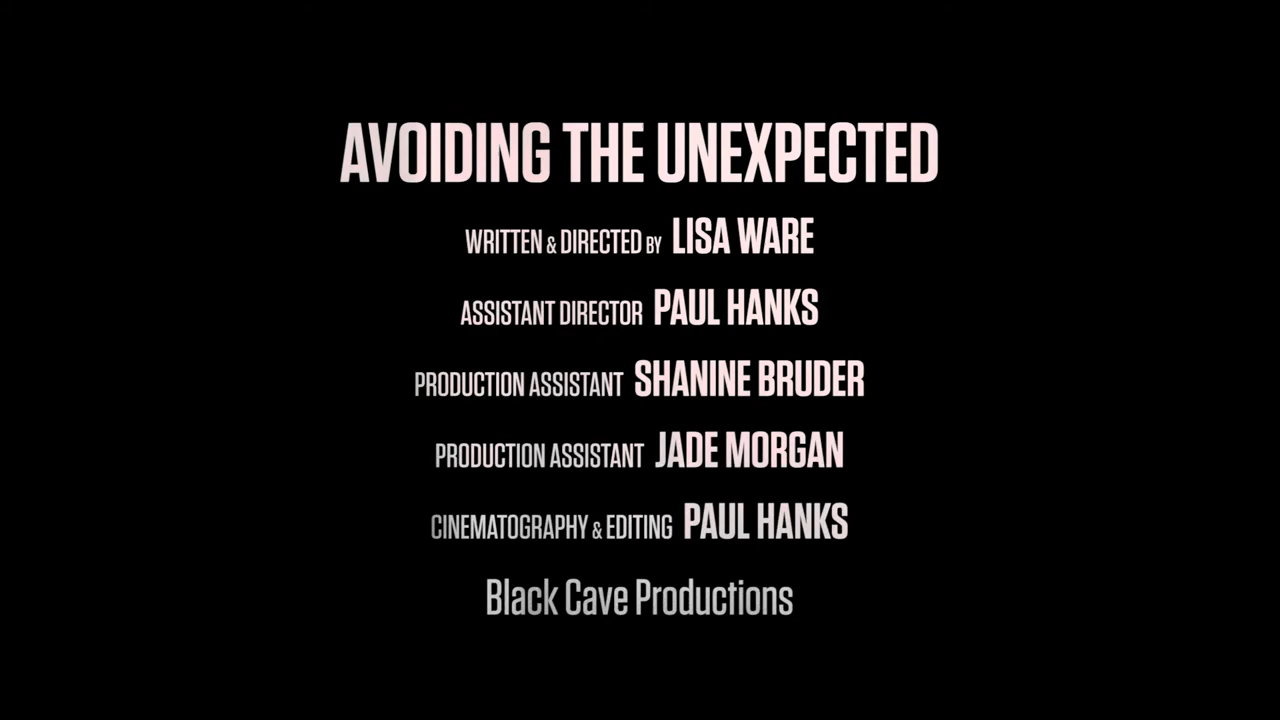 AVOIDING THE UNEXPECTED
WRITTEN & DIRECTED BY LISA WARE
ASSISTANT DIRECTOR PAUL HANKS
PRODUCTION ASSISTANT SHANINE BRUDER
PRODUCTION ASSISTANT JADE MORGAN
CINEMATOGRAPHY & EDITING PAUL HANKS
Black Cave Productions